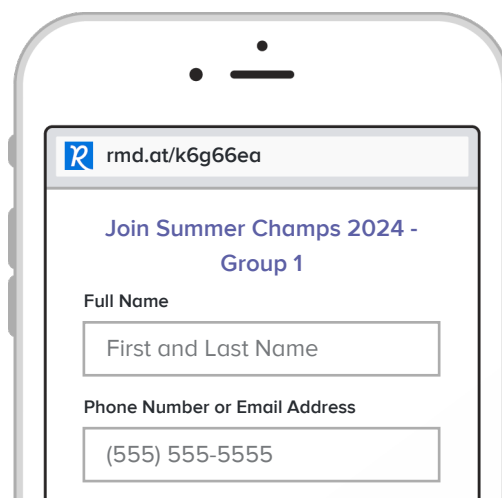 rmd.at/k6g66ea
Join Summer Champs 2024 -
Group 1
Full Name
First and Last Name
Phone Number or Email Address
(555) 555-5555